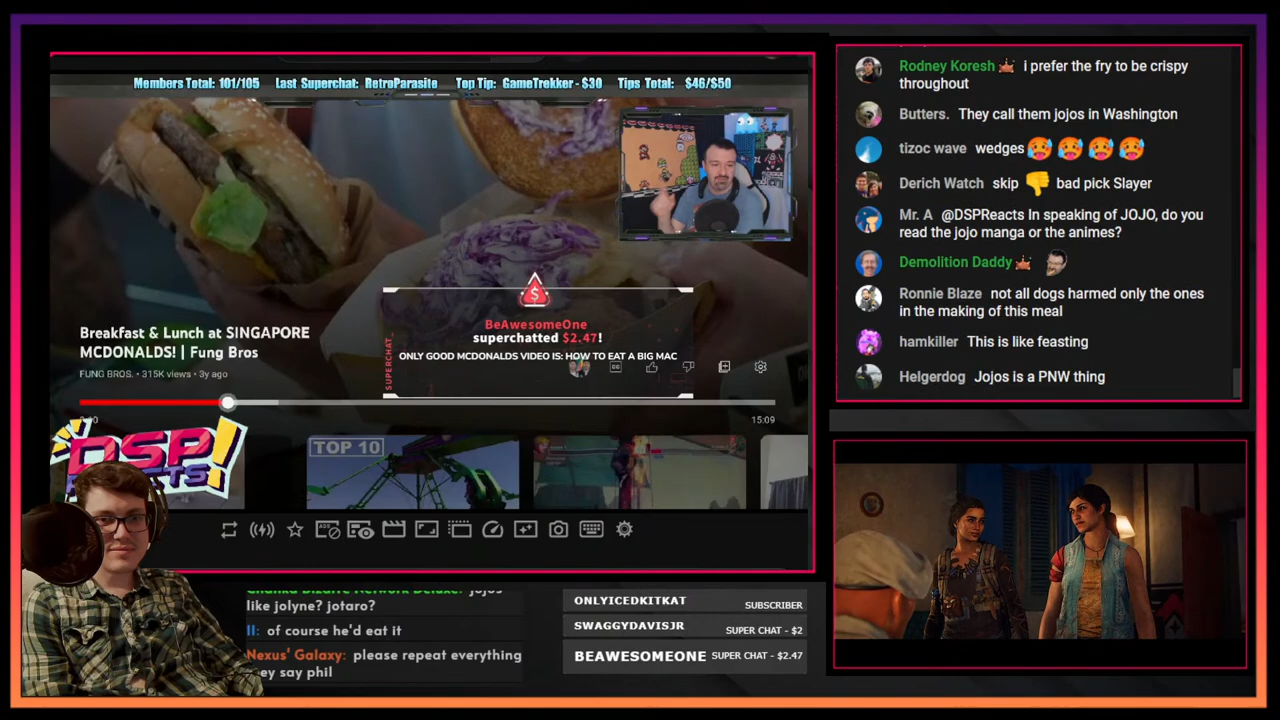 Members Total: 101/105 Last Superchat: RetroParasite Top Tip: GameTrekker - $30 Tips Total: $46/$50
SUPERCHAT
BeAwesomeOne
superchatted $2.47!
ONLY GOOD MCDONALDS VIDEO IS: HOW TO EAT A BIG MAC
Breakfast & Lunch at SINGAPORE
MCDONALDS! | Fung Bros
FUNG BROS. • 315K views • 3y ago
15:09
TOP 10
DSP
Rodney Koresh i prefer the fry to be crispy
throughout
Butters. They call them jojos in Washington
tizoc wave wedges🥵🥵🥵🥵
Derich Watch skip 👎 bad pick Slayer
Mr. A @DSPReacts In speaking of JOJO, do you
read the jojo manga or the animes?
Demolition Daddy
Ronnie Blaze not all dogs harmed only the ones
in the making of this meal
hamkiller This is like feasting
Helgerdog Jojos is a PNW thing
like jolyne? jotaro?
II: of course he'd eat it
Nexus' Galaxy: please repeat everything
say phil
ONLYICEDKITKAT SUBSCRIBER
SWAGGYDAVISJR SUPER CHAT - $2
BEAWESOMEONE SUPER CHAT - $2.47